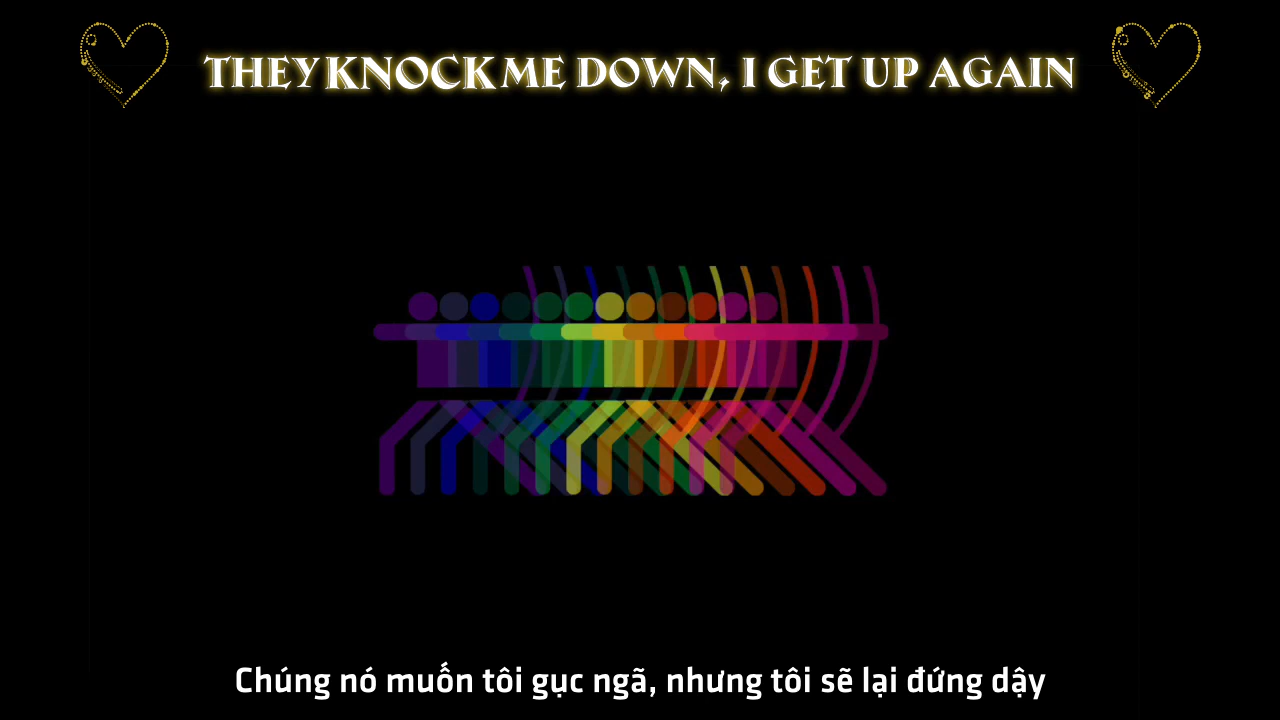 THEY KNOCK ME DOWN, I GET UP AGAIN
Chúng nó muốn tôi gục ngã, nhưng tôi sẽ lại đứng dậy